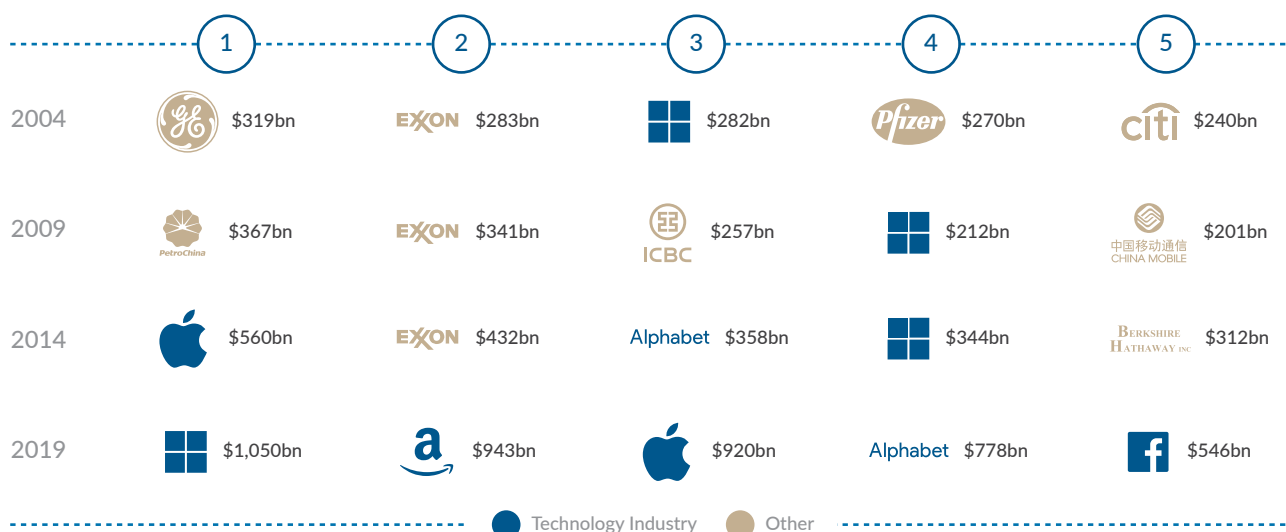 1 2 3 4 5
2004 GE $319bn EXXON $283bn $282bn Pfizer $270bn citi $240bn
2009 PetroChina $367bn EXXON $341bn ICBC $257bn $212bn 中国移动通信 CHINA MOBILE $201bn
2014 $560bn EXXON $432bn Alphabet $358bn $344bn BERKSHIRE HATHAWAY INC $312bn
2019 $1,050bn a $943bn $920bn Alphabet $778bn f $546bn
Technology Industry Other